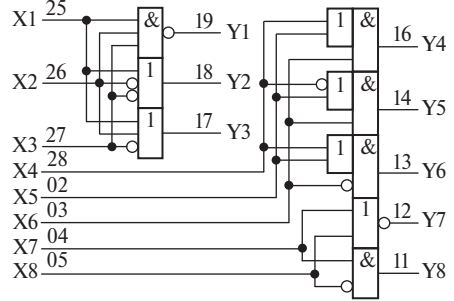 X1 25 & 19 Y1
X2 26 1 18 Y2
1 17 Y3
X3 27
X4 28
X5 02
X6 03
X7 04
X8 05
1 & 16 Y4
1 & 14 Y5
1 & 13 Y6
1 12 Y7
& 11 Y8